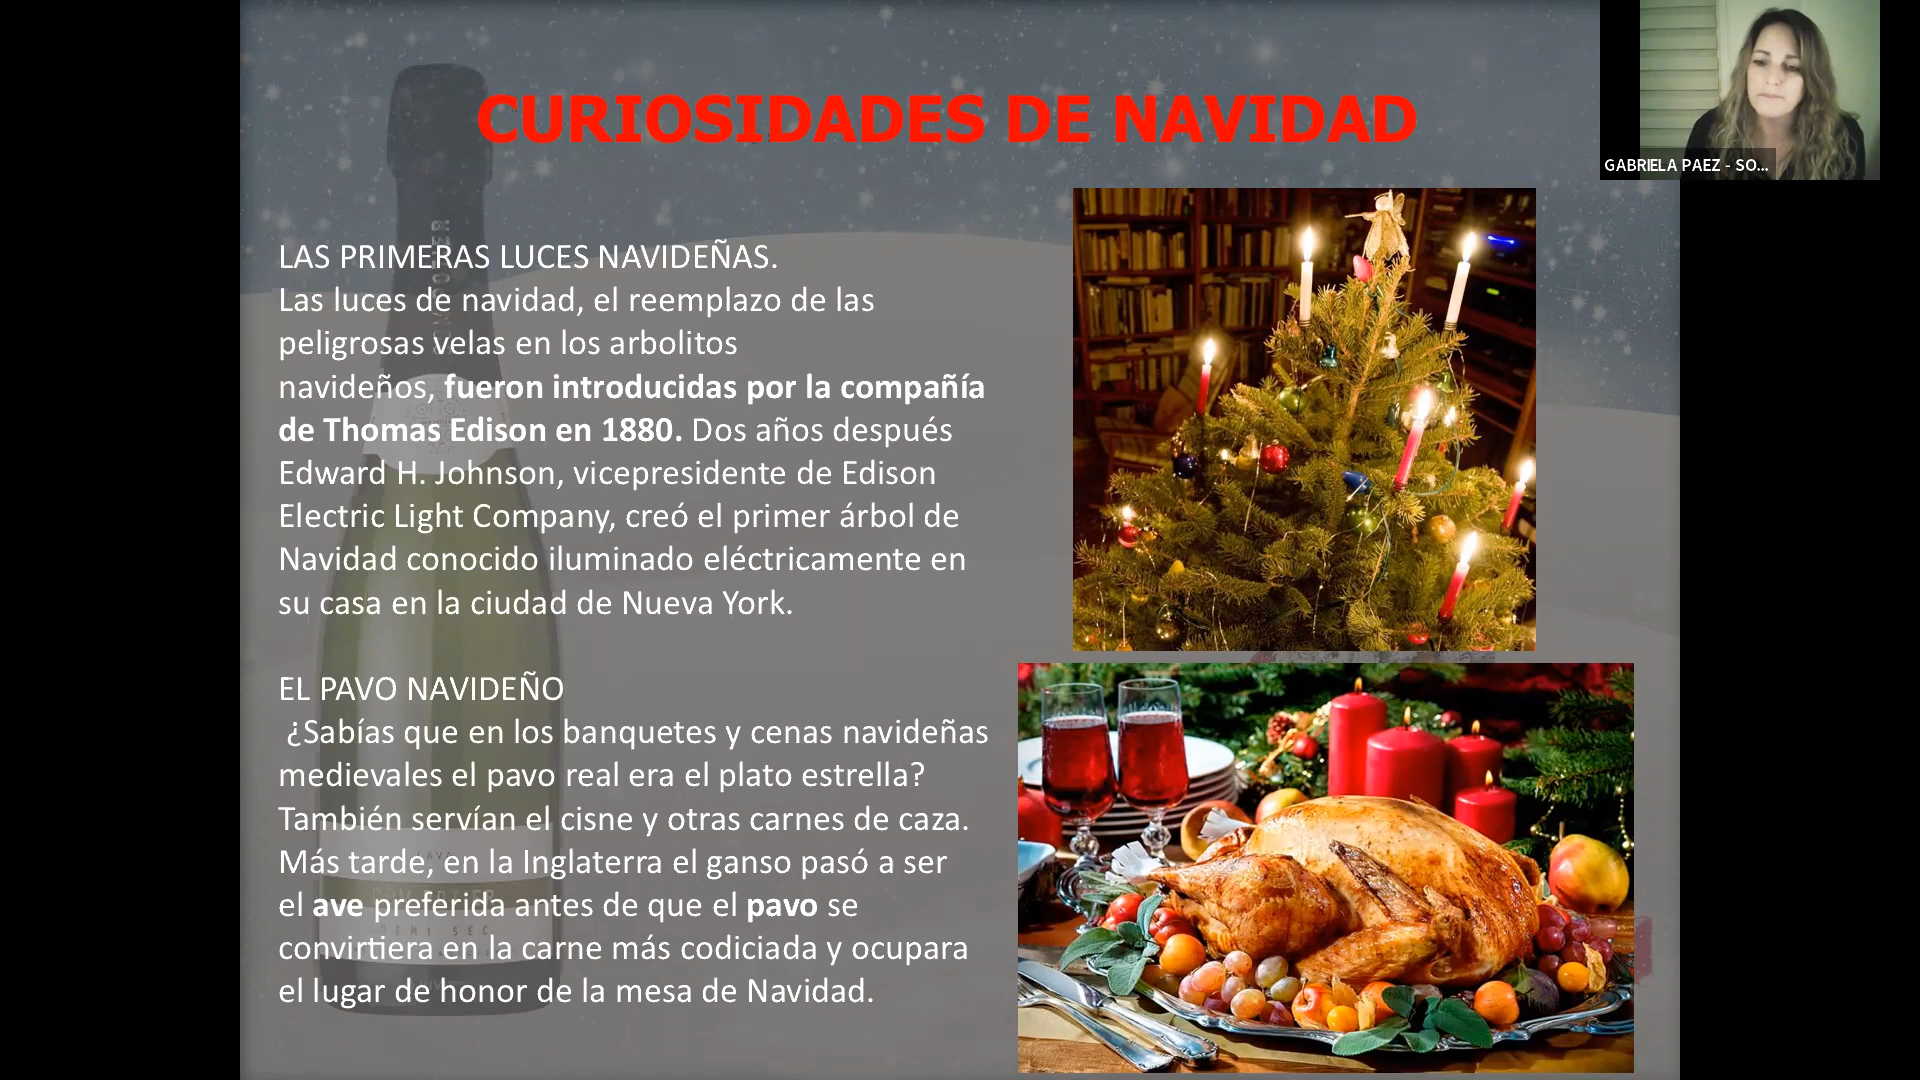 CURIOSIDADES DE NAVIDAD
GABRIELA PAEZ - SO...
LAS PRIMERAS LUCES NAVIDEÑAS.
Las luces de navidad, el reemplazo de las
peligrosas velas en los arbolitos
navideños, fueron introducidas por la compañía
de Thomas Edison en 1880. Dos años después
Edward H. Johnson, vicepresidente de Edison
Electric Light Company, creó el primer árbol de
Navidad conocido iluminado eléctricamente en
su casa en la ciudad de Nueva York.
EL PAVO NAVIDEÑO
¿Sabías que en los banquetes y cenas navideñas
medievales el pavo real era el plato estrella?
También servían el cisne y otras carnes de caza.
Más tarde, en la Inglaterra el ganso pasó a ser
el ave preferida antes de que el pavo se
convirtiera en la carne más codiciada y ocupara
el lugar de honor de la mesa de Navidad.
CAVA
DEMI SEC